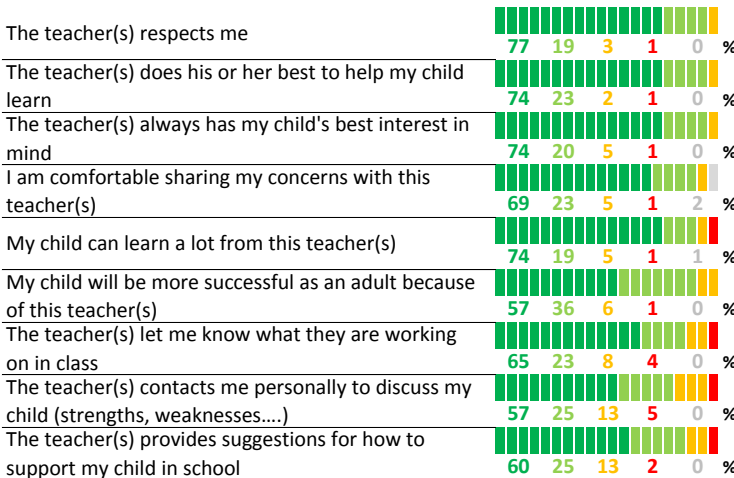 The teacher(s) respects me
77 19 3 1 0 %
The teacher(s) does his or her best to help my child
learn
74 23 2 1 0 %
The teacher(s) always has my child's best interest in
mind
74 20 5 1 0 %
I am comfortable sharing my concerns with this
teacher(s)
69 23 5 1 2 %
My child can learn a lot from this teacher(s)
74 19 5 1 1 %
My child will be more successful as an adult because
of this teacher(s)
57 36 6 1 0 %
The teacher(s) let me know what they are working
on in class
65 23 8 4 0 %
The teacher(s) contacts me personally to discuss my
child (strengths, weaknesses....)
57 25 13 5 0 %
The teacher(s) provides suggestions for how to
support my child in school
60 25 13 2 0 %